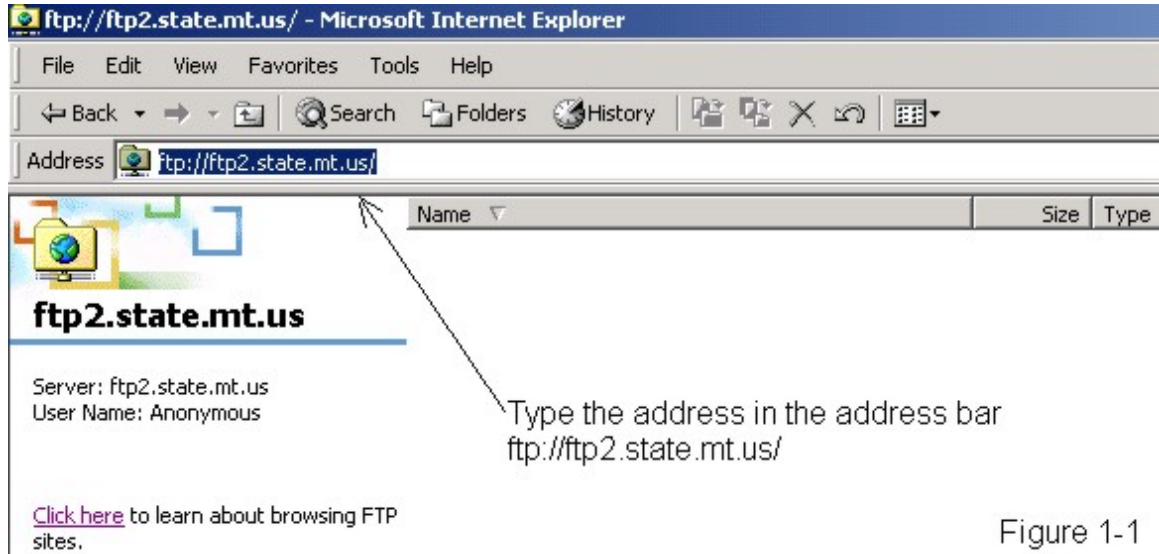 ftp://ftp2.state.mt.us/ - Microsoft Internet Explorer
File Edit View Favorites Tools Help
Back Search Folders History
Address ftp://ftp2.state.mt.us/
Name Size Type
ftp2.state.mt.us
Server: ftp2.state.mt.us
User Name: Anonymous
Type the address in the address bar
ftp://ftp2.state.mt.us/
Click here to learn about browsing FTP
sites.
Figure 1-1